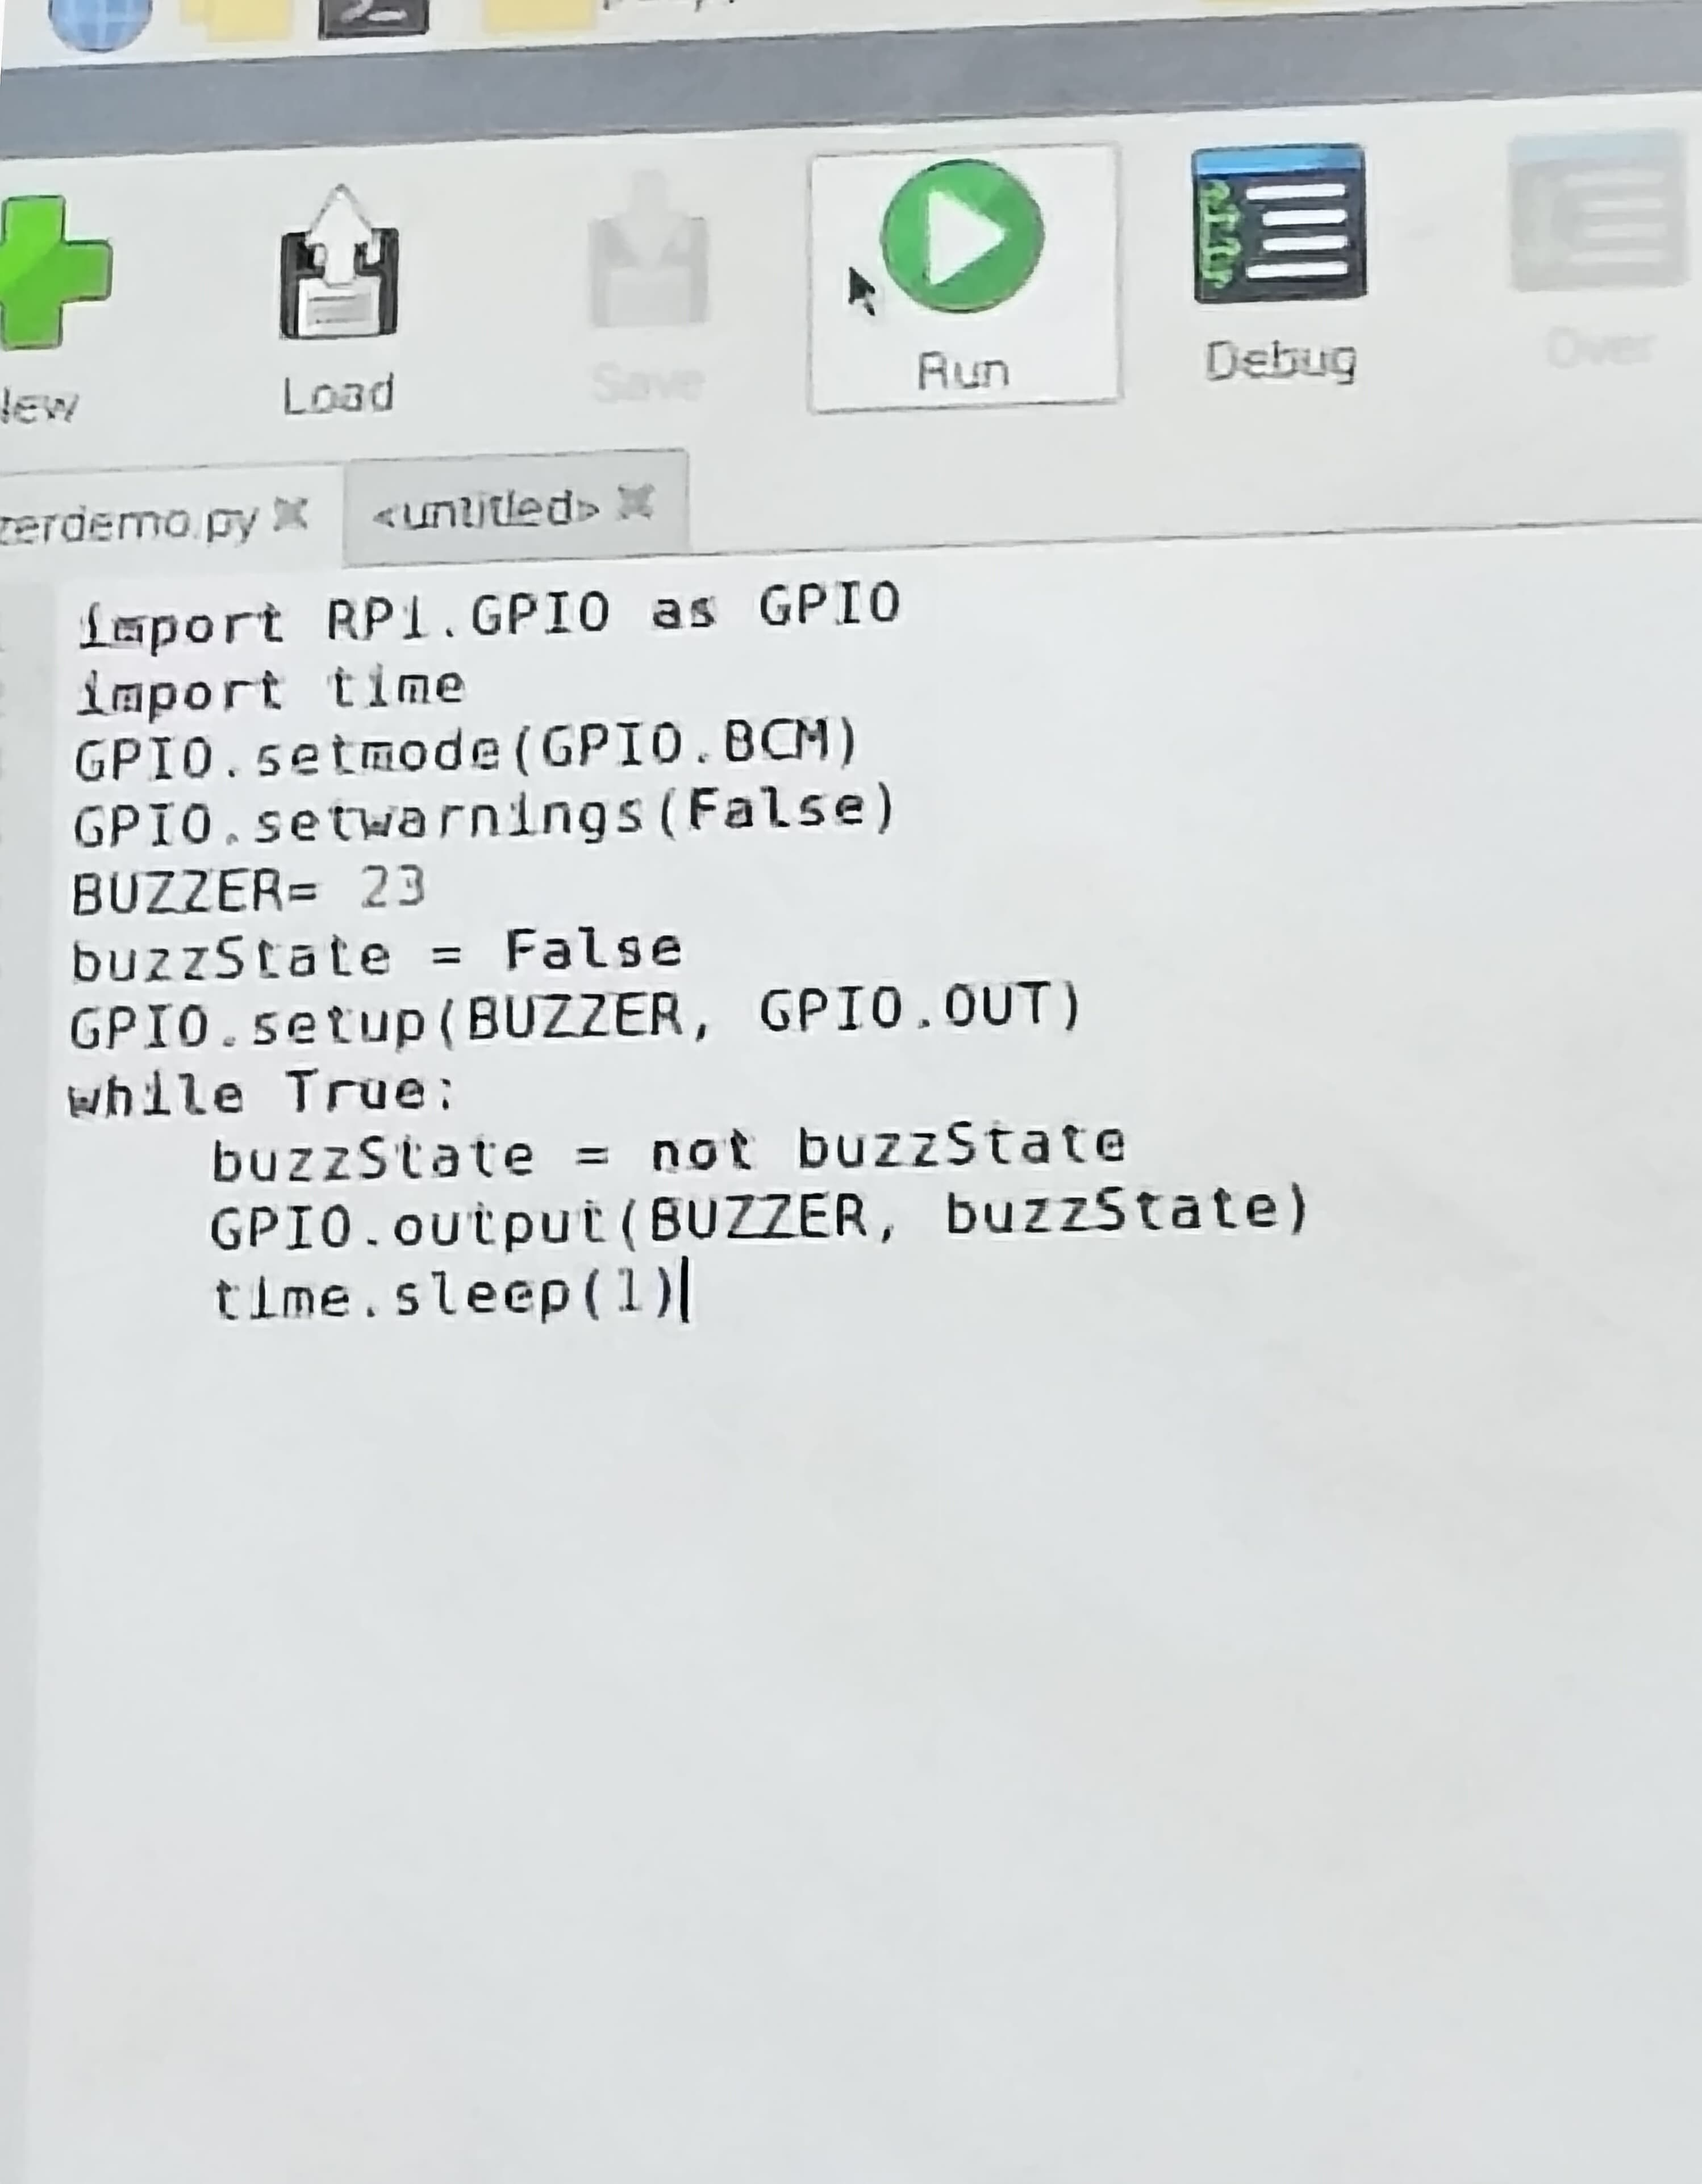 Load
Save
Run
Debug
Over
zerdemo.py
<untitled>
import RPi.GPIO as GPIO
import time
GPIO.setmode(GPIO.BCM)
GPIO.setwarnings(False)
BUZZER= 23
buzzState = False
GPIO.setup(BUZZER, GPIO.OUT)
while True:
    buzzState = not buzzState
    GPIO.output(BUZZER, buzzState)
    time.sleep(1)